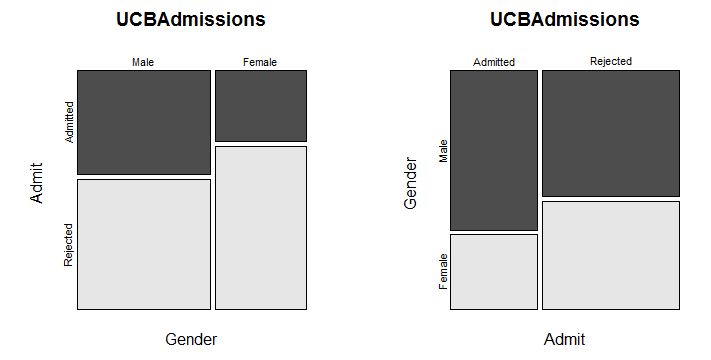 UCBAdmissions
Male Female
Admitted
Rejected
Admit
Gender
UCBAdmissions
Admitted Rejected
Male
Female
Gender
Admit